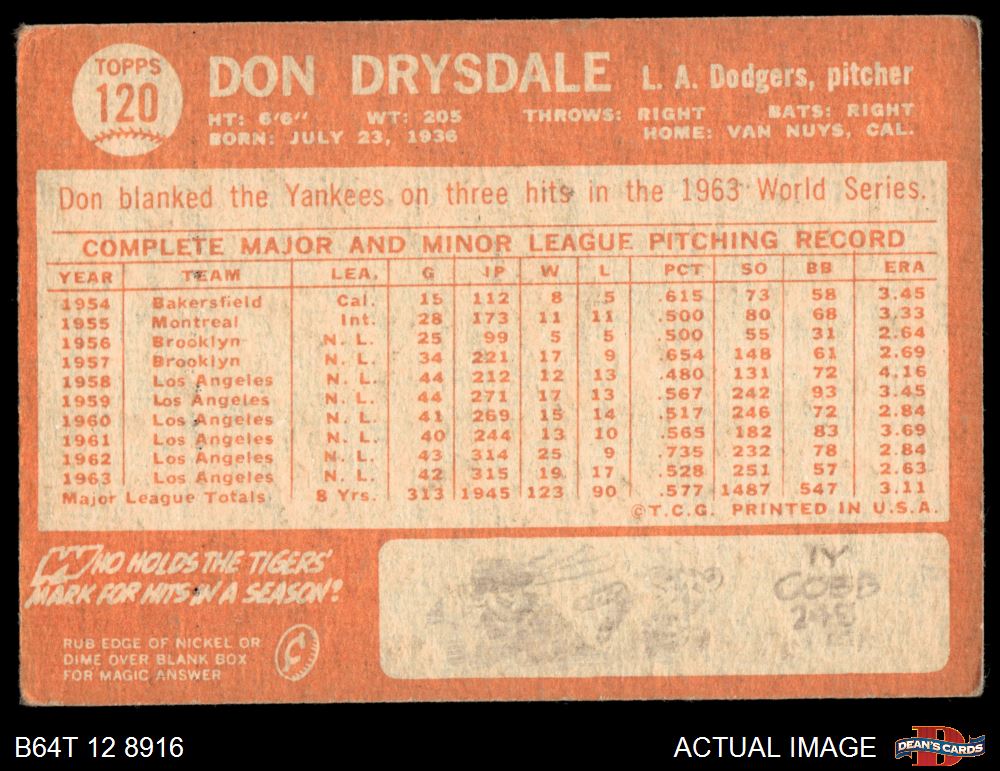 TOPPS
120
DON DRYSDALE L. A. Dodgers, pitcher
HT: 6'6" WT: 205 THROWS: RIGHT BATS: RIGHT
BORN: JULY 23, 1936 HOME: VAN NUYS, CAL.
Don blanked the Yankees on three hits in the 1963 World Series.
COMPLETE MAJOR AND MINOR LEAGUE PITCHING RECORD
YEAR TEAM LEA. G IP W L PCT SO BB ERA
1954 Bakersfield Cal. 15 112 8 5 .615 73 58 3.45
1955 Montreal Int. 28 173 11 11 .500 80 68 3.33
1956 Brooklyn N. L. 25 99 5 5 .500 55 31 2.64
1957 Brooklyn N. L. 34 221 17 9 .654 148 61 2.69
1958 Los Angeles N. L. 44 212 12 13 .480 131 72 4.16
1959 Los Angeles N. L. 44 271 17 13 .567 242 93 3.45
1960 Los Angeles N. L. 41 269 15 14 .517 246 72 2.84
1961 Los Angeles N. L. 40 244 13 10 .565 182 83 3.69
1962 Los Angeles N. L. 43 314 25 9 .735 232 78 2.84
1963 Los Angeles N. L. 42 315 19 17 .528 251 57 2.63
Major League Totals 8 Yrs. 313 1945 123 90 .577 1487 547 3.11
©T.C.G. PRINTED IN U.S.A.
WHO HOLDS THE TIGERS'
MARK FOR HITS IN A SEASON?
RUB EDGE OF NICKEL OR
DIME OVER BLANK BOX
FOR MAGIC ANSWER
TY
COBB
248
B64T 12 8916
ACTUAL IMAGE
D
DEAN'S CARDS